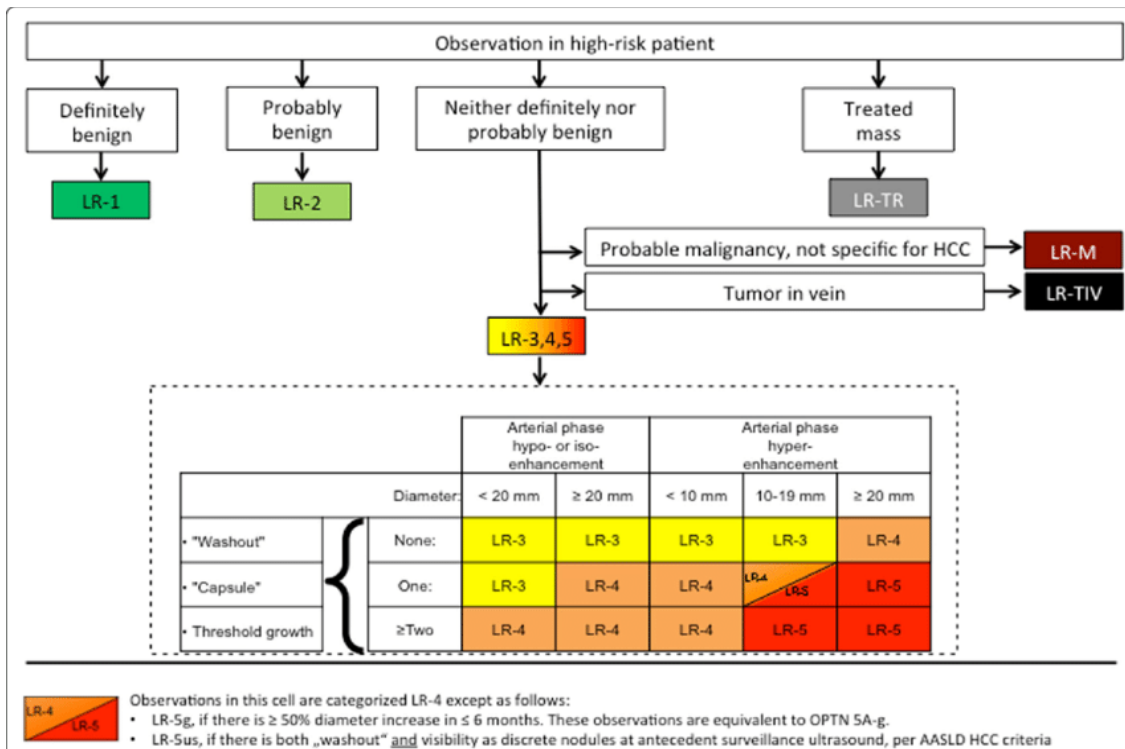 Observation in high-risk patient
Definitely
benign
Probably
benign
Neither definitely nor
probably benign
Treated
mass
LR-1
LR-2
LR-TR
Probable malignancy, not specific for HCC
LR-M
Tumor in vein
LR-TIV
LR-3,4,5
Arterial phase
hypo- or iso-
enhancement
Arterial phase
hyper-
enhancement
Diameter: < 20 mm ≥ 20 mm < 10 mm 10-19 mm ≥ 20 mm
• "Washout" None: LR-3 LR-3 LR-3 LR-3 LR-4
• "Capsule" One: LR-3 LR-4 LR-4 LR-4 LR-5 LR-5
• Threshold growth ≥Two LR-4 LR-4 LR-4 LR-5 LR-5
LR-4
LR-5
Observations in this cell are categorized LR-4 except as follows:
• LR-5g, if there is ≥ 50% diameter increase in ≤ 6 months. These observations are equivalent to OPTN 5A-g.
• LR-5us, if there is both „washout“ and visibility as discrete nodules at antecedent surveillance ultrasound, per AASLD HCC criteria